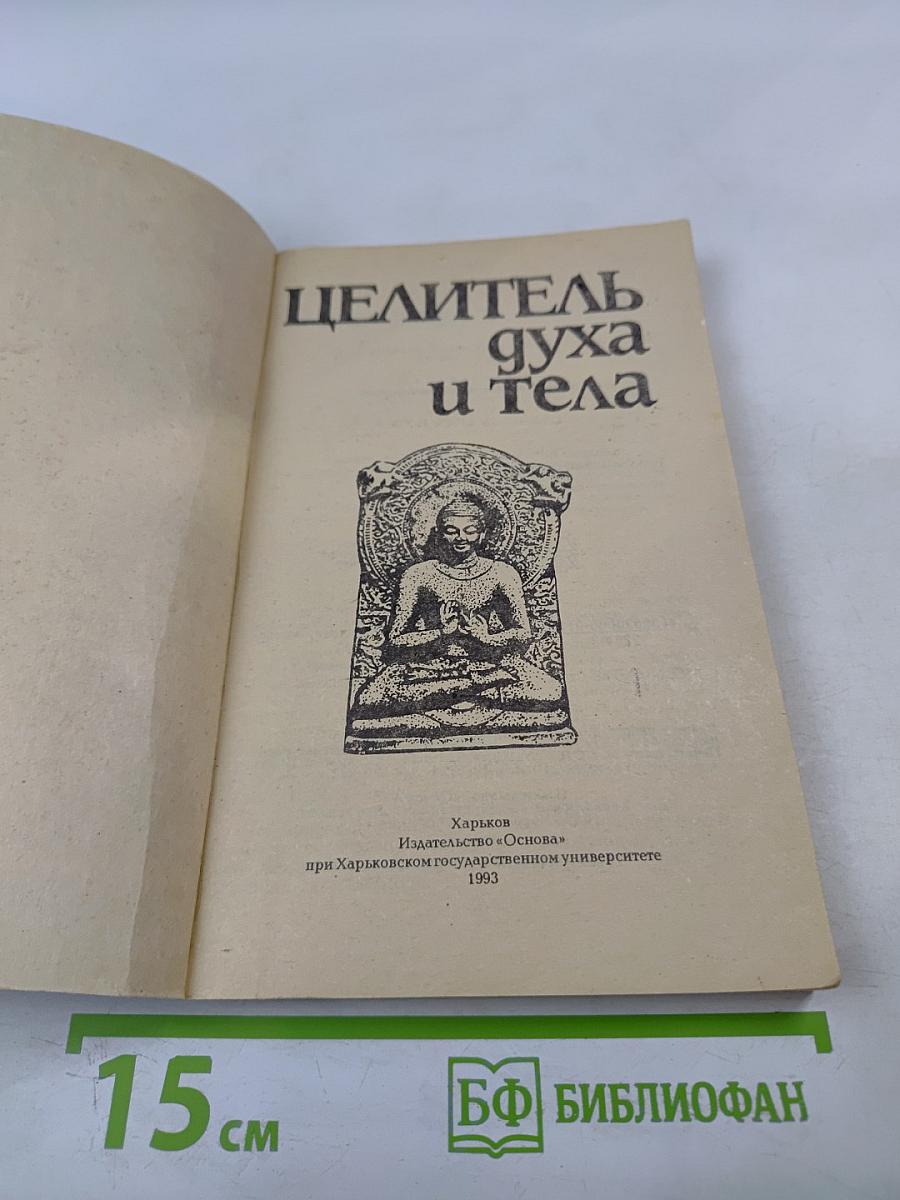 ЦЕЛИТЕЛЬ
духа
и тела
Харьков
Издательство «Основа»
при Харьковском государственном университете
1993
15 см
БФ БИБЛИОФАН